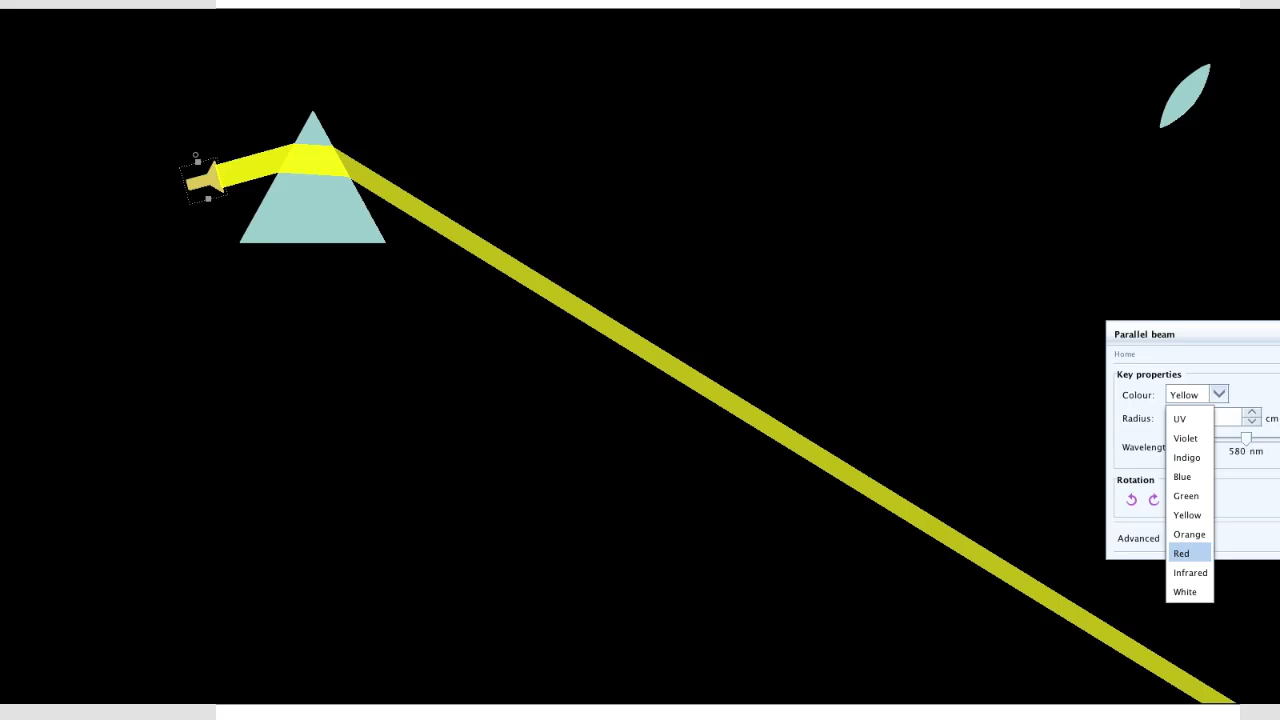 Parallel beam
Home
Key properties
Colour: Yellow
UV
Radius: cm
Violet
Wavelengt
580 nm
Indigo
Blue
Rotation
Green
Yellow
Orange
Advanced
Red
Infrared
White